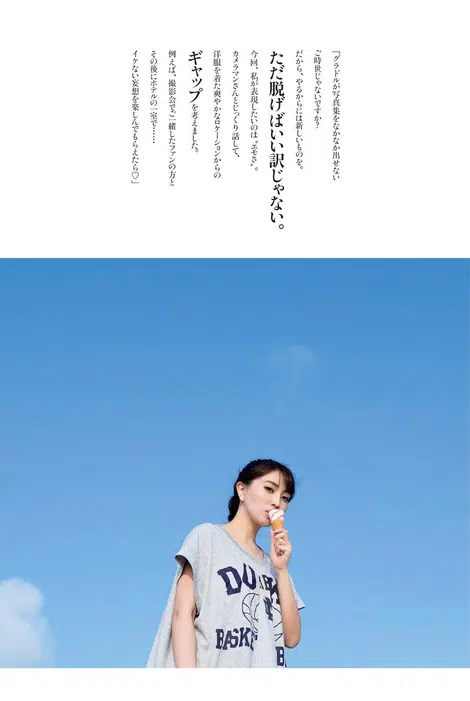 「グラドルが写真集をなかなか出せない
ご時世じゃないですか？
だから、やるからには新しいものを。
ただ脱げばいい訳じゃない。
今回、私が表現したいのは〝エモさ〟。
カメラマンさんとじっくり話して、
洋服を着た爽やかなロケーションからの
ギャップを考えました。
例えば、撮影会でご一緒したファンの方と
その後にホテルの一室で……
イケない妄想を楽しんでもらえたら♡」
DU
BASKE